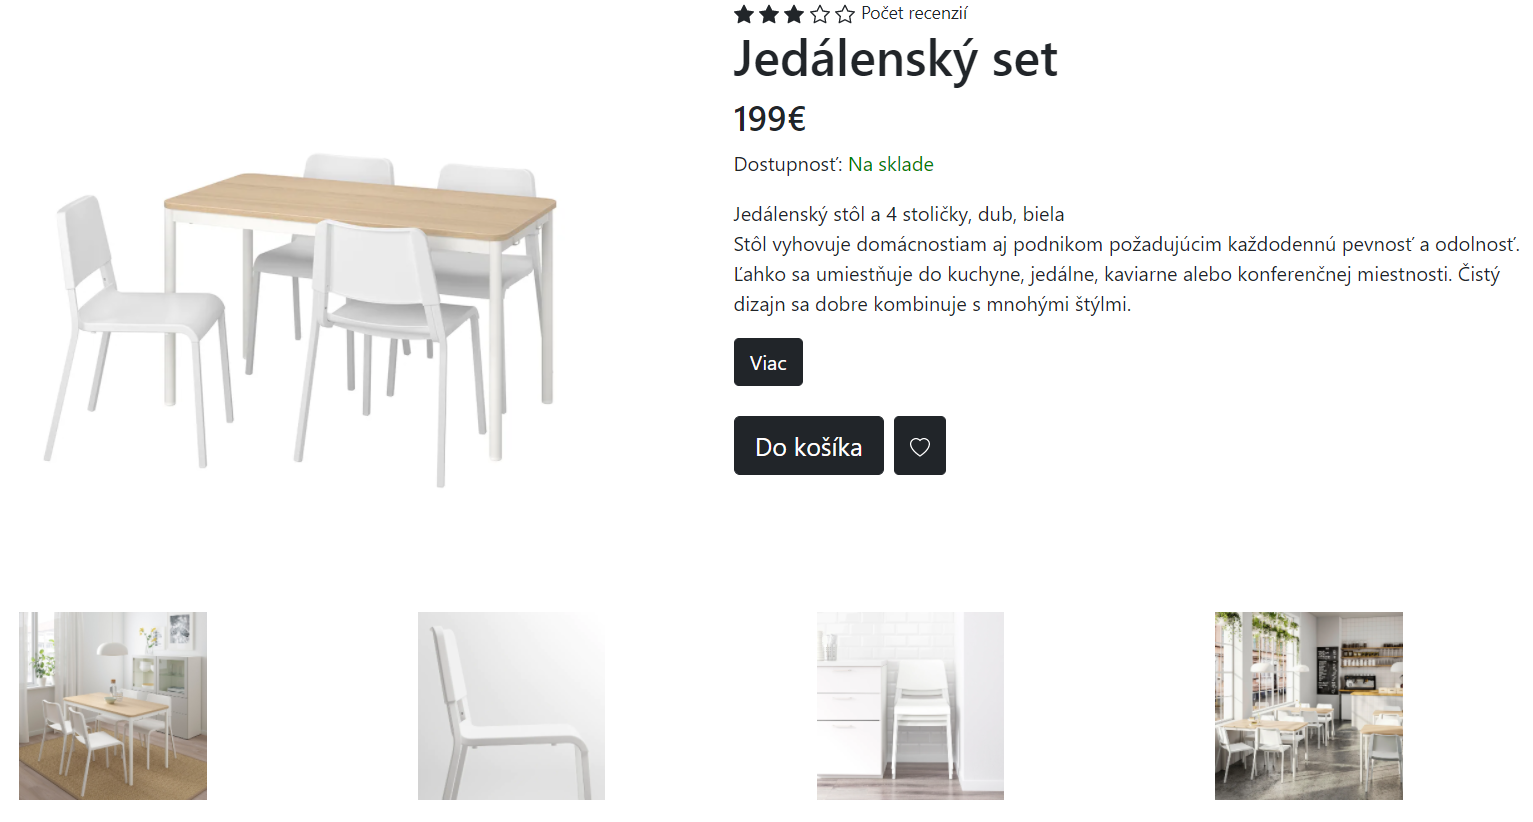 Počet recenzií
Jedálenský set
199€
Dostupnosť: Na sklade
Jedálenský stôl a 4 stoličky, dub, biela
Stôl vyhovuje domácnostiam aj podnikom požadujúcim každodennú pevnosť a odolnosť.
Ľahko sa umiestňuje do kuchyne, jedálne, kaviarne alebo konferenčnej miestnosti. Čistý
dizajn sa dobre kombinuje s mnohými štýlmi.
Viac
Do košíka